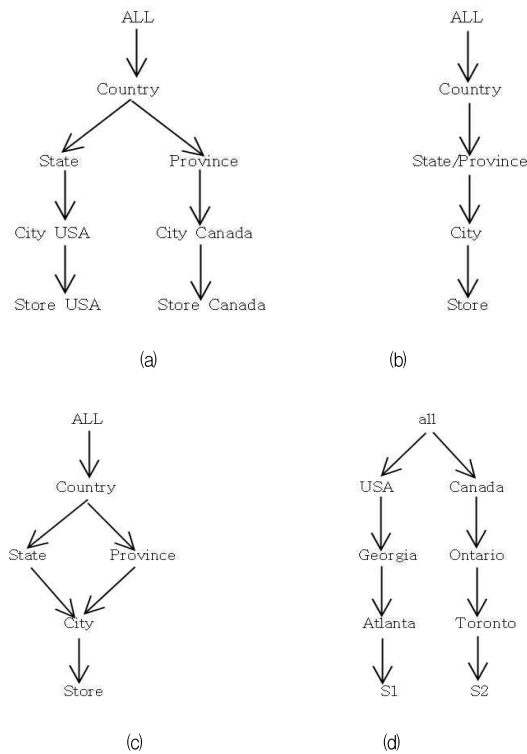 ALL
Country
State Province
City USA City Canada
Store USA Store Canada
(a)
ALL
Country
State/Province
City
Store
(b)
ALL
Country
State Province
City
Store
(c)
all
USA Canada
Georgia Ontario
Atlanta Toronto
S1 S2
(d)